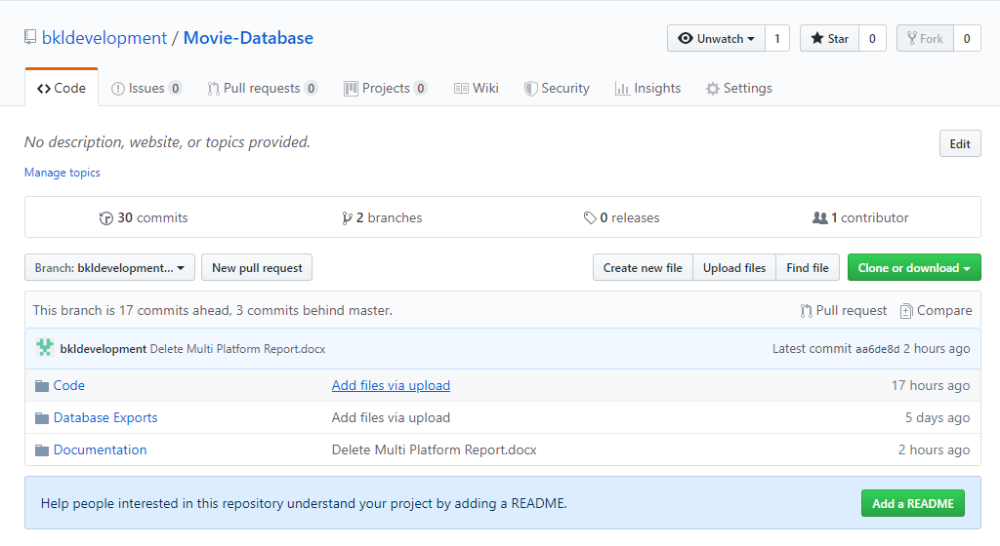 bkldevelopment / Movie-Database
Unwatch 1 Star 0 Fork 0
Code Issues 0 Pull requests 0 Projects 0 Wiki Security Insights Settings
No description, website, or topics provided. Edit
Manage topics
30 commits 2 branches 0 releases 1 contributor
Branch: bkldevelopment... New pull request Create new file Upload files Find file Clone or download
This branch is 17 commits ahead, 3 commits behind master. Pull request Compare
bkldevelopment Delete Multi Platform Report.docx Latest commit aa6de8d 2 hours ago
Code Add files via upload 17 hours ago
Database Exports Add files via upload 5 days ago
Documentation Delete Multi Platform Report.docx 2 hours ago
Help people interested in this repository understand your project by adding a README. Add a README